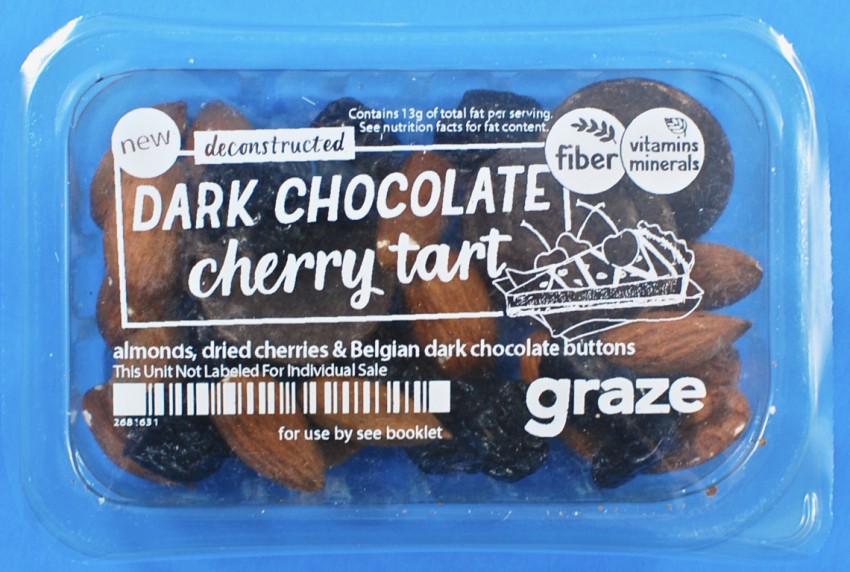 new
deconstructed
Contains 13g of total fat per serving.
See nutrition facts for fat content.
fiber
vitamins
minerals
DARK CHOCOLATE
cherry tart
almonds, dried cherries & Belgian dark chocolate buttons
This Unit Not Labeled For Individual Sale
2681631
for use by see booklet
graze